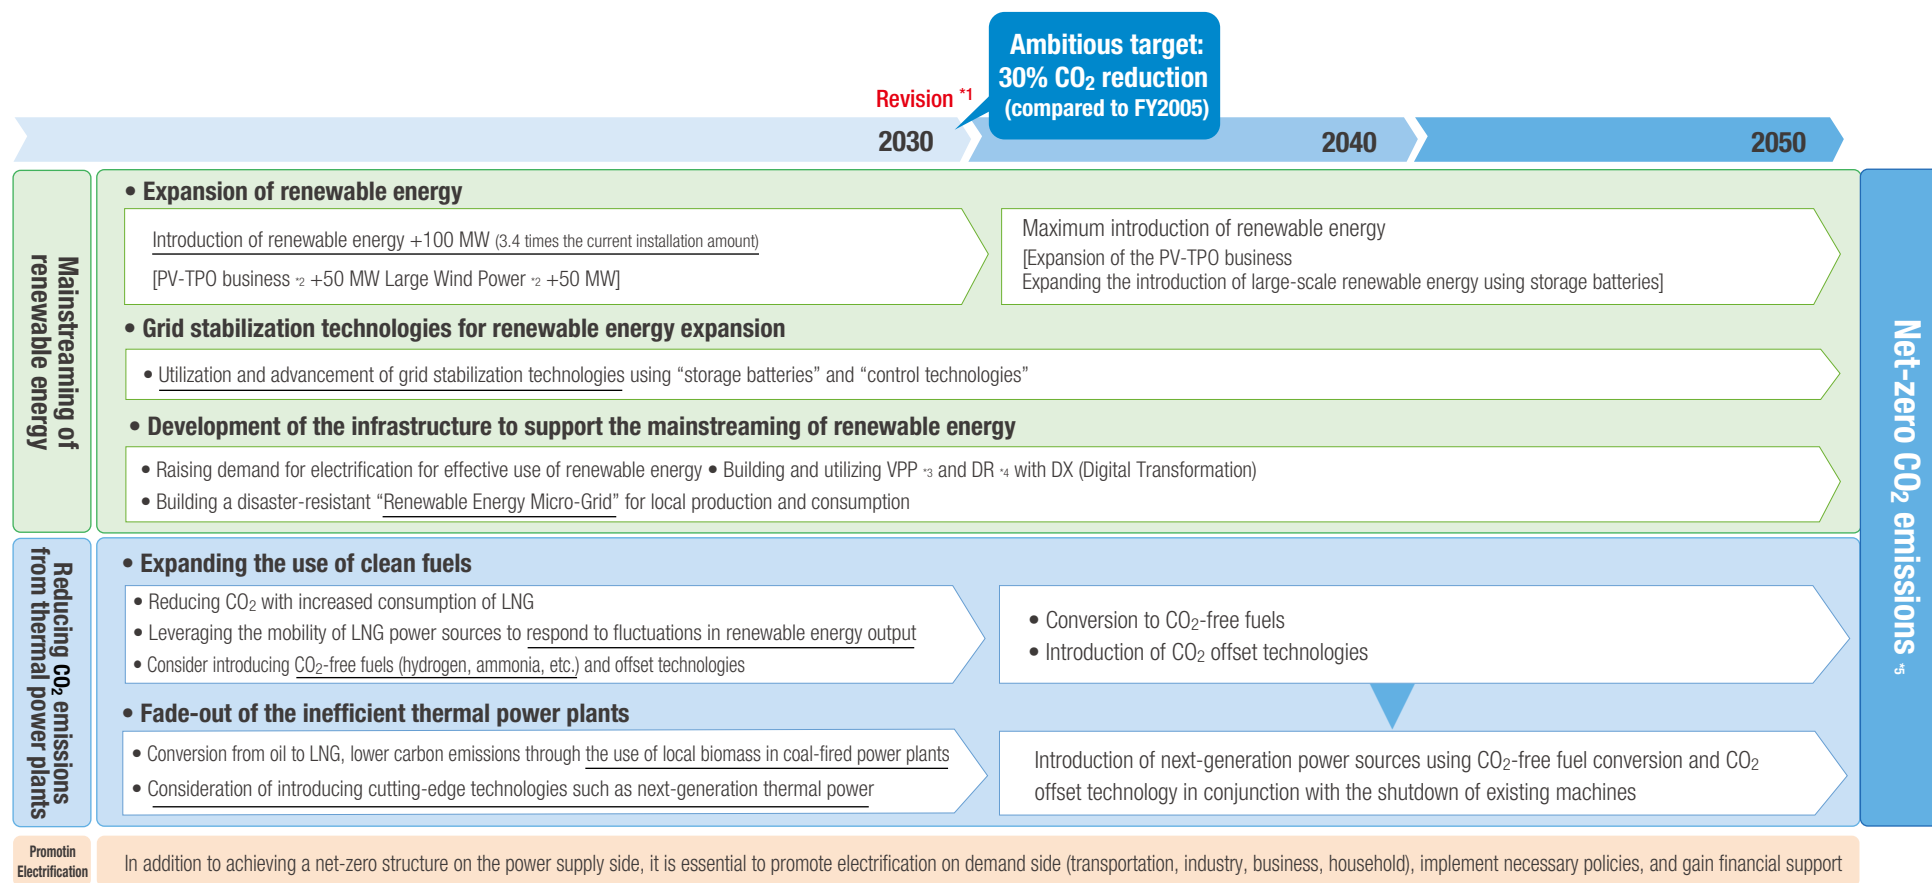 Ambitious target:
30% CO₂ reduction
(compared to FY2005)
Revision *1
2030
2040
2050
Mainstreaming of
renewable energy
• Expansion of renewable energy
Introduction of renewable energy +100 MW (3.4 times the current installation amount)
[PV-TPO business *2 +50 MW Large Wind Power *2 +50 MW]
Maximum introduction of renewable energy
[Expansion of the PV-TPO business
Expanding the introduction of large-scale renewable energy using storage batteries]
• Grid stabilization technologies for renewable energy expansion
• Utilization and advancement of grid stabilization technologies using “storage batteries” and “control technologies”
• Development of the infrastructure to support the mainstreaming of renewable energy
• Raising demand for electrification for effective use of renewable energy • Building and utilizing VPP *3 and DR *4 with DX (Digital Transformation)
• Building a disaster-resistant “Renewable Energy Micro-Grid” for local production and consumption
Reducing CO₂ emissions
from thermal power plants
• Expanding the use of clean fuels
• Reducing CO₂ with increased consumption of LNG
• Leveraging the mobility of LNG power sources to respond to fluctuations in renewable energy output
• Consider introducing CO₂-free fuels (hydrogen, ammonia, etc.) and offset technologies
• Conversion to CO₂-free fuels
• Introduction of CO₂ offset technologies
• Fade-out of the inefficient thermal power plants
• Conversion from oil to LNG, lower carbon emissions through the use of local biomass in coal-fired power plants
• Consideration of introducing cutting-edge technologies such as next-generation thermal power
Introduction of next-generation power sources using CO₂-free fuel conversion and CO₂
offset technology in conjunction with the shutdown of existing machines
Net-zero CO₂ emissions *5
Promotin
Electrification
In addition to achieving a net-zero structure on the power supply side, it is essential to promote electrification on demand side (transportation, industry, business, household), implement necessary policies, and gain financial support